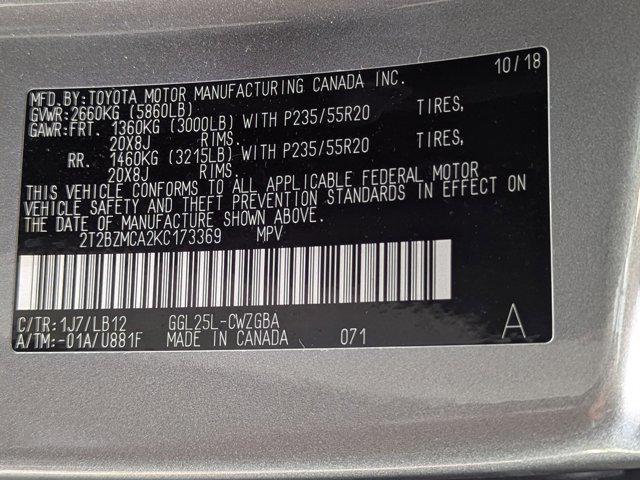 10/18
MFD.BY:TOYOTA MOTOR MANUFACTURING CANADA INC.
GVWR:2660KG (5860LB)
GAWR:FRT. 1360KG (3000LB) WITH P235/55R20 TIRES,
20X8J RIMS.
RR. 1460KG (3215LB) WITH P235/55R20 TIRES,
20X8J RIMS.
THIS VEHICLE CONFORMS TO ALL APPLICABLE FEDERAL MOTOR
VEHICLE SAFETY AND THEFT PREVENTION STANDARDS IN EFFECT ON
THE DATE OF MANUFACTURE SHOWN ABOVE.
2T2BZMCA2KC173369 MPV
C/TR:1J7/LB12 GGL25L-CWZGBA
A/TM:-01A/U881F MADE IN CANADA 071 A